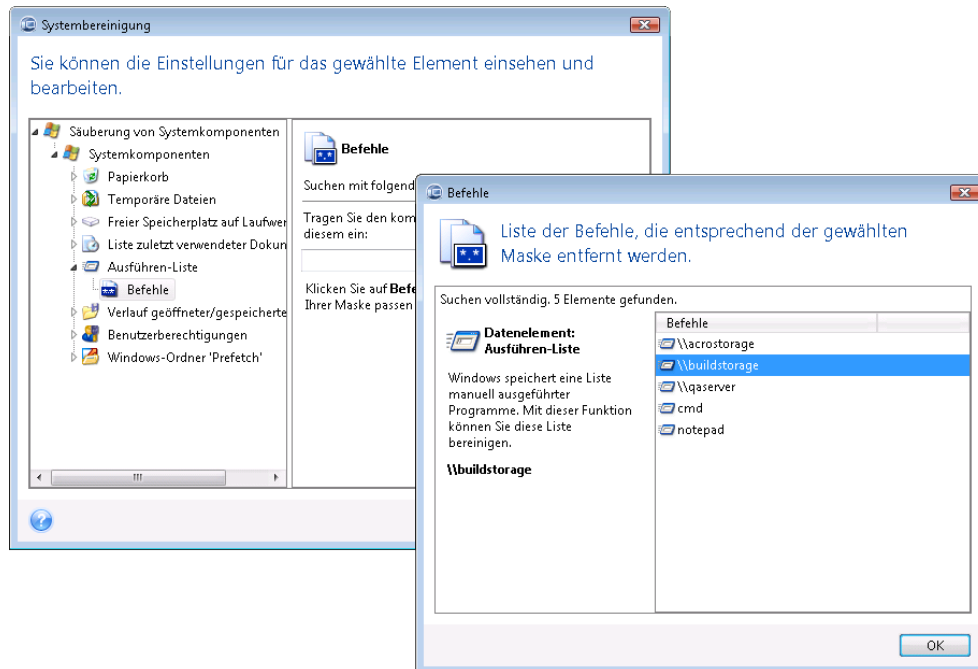 Systembereinigung
Sie können die Einstellungen für das gewählte Element einsehen und
bearbeiten.
Säuberung von Systemkomponenten
Systemkomponenten
Papierkorb
Temporäre Dateien
Freier Speicherplatz auf Laufwer
Liste zuletzt verwendeter Dokun
Ausführen-Liste
Befehle
Verlauf geöffneter/gespeicherte
Benutzerberechtigungen
Windows-Ordner 'Prefetch'
Befehle
Suchen mit folgend
Tragen Sie den kom
diesem ein:
Klicken Sie auf Befe
Ihrer Maske passen
Befehle
Liste der Befehle, die entsprechend der gewählten
Maske entfernt werden.
Suchen vollständig. 5 Elemente gefunden.
Datenelement:
Ausführen-Liste
Windows speichert eine Liste
manuell ausgeführter
Programme. Mit dieser Funktion
können Sie diese Liste
bereinigen.
\\buildstorage
Befehle
\\acrostorage
\\buildstorage
\\qaserver
cmd
notepad
OK